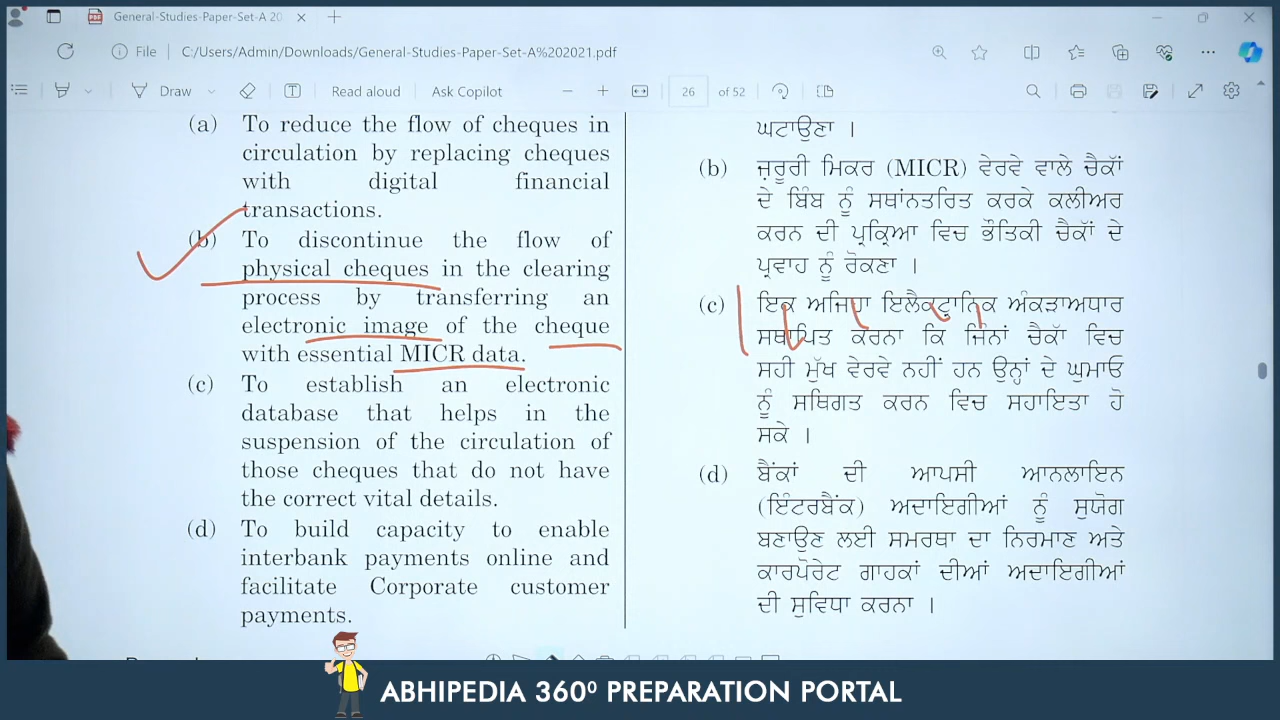 General-Studies-Paper-Set-A 20
File
C:/Users/Admin/Downloads/General-Studies-Paper-Set-A%202021.pdf
Draw
Read aloud
Ask Copilot
26
of 52
(a) To reduce the flow of cheques in
circulation by replacing cheques
with digital financial
transactions.
(b) To discontinue the flow of
physical cheques in the clearing
process by transferring an
electronic image of the cheque
with essential MICR data.
(c) To establish an electronic
database that helps in the
suspension of the circulation of
those cheques that do not have
the correct vital details.
(d) To build capacity to enable
interbank payments online and
facilitate Corporate customer
payments.
ਘਟਾਉਣਾ ।
(b) ਜ਼ਰੂਰੀ ਮਿਕਰ (MICR) ਵੇਰਵੇ ਵਾਲੇ ਚੈਕਾਂ
ਦੇ ਬਿੰਬ ਨੂੰ ਸਥਾਂਨਤਰਿਤ ਕਰਕੇ ਕਲੀਅਰ
ਕਰਨ ਦੀ ਪ੍ਰਕ੍ਰਿਆ ਵਿਚ ਭੌਤਿਕੀ ਚੈਕਾਂ ਦੇ
ਪ੍ਰਵਾਹ ਨੂੰ ਰੋਕਣਾ ।
(c) ਇਕ ਅਜਿਹਾ ਇਲੈਕਟ੍ਰਾਨਿਕ ਅੰਕੜਾਅਧਾਰ
ਸਥਾਪਿਤ ਕਰਨਾ ਕਿ ਜਿੰਨਾਂ ਚੈਕਾਂ ਵਿਚ
ਸਹੀ ਮੁੱਖ ਵੇਰਵੇ ਨਹੀਂ ਹਨ ਉਨ੍ਹਾਂ ਦੇ ਘੁਮਾਓ
ਨੂੰ ਸਥਿਗਤ ਕਰਨ ਵਿਚ ਸਹਾਇਤਾ ਹੋ
ਸਕੇ ।
(d) ਬੈਂਕਾਂ ਦੀ ਆਪਸੀ ਆਨਲਾਇਨ
(ਇੰਟਰਬੈਂਕ) ਅਦਾਇਗੀਆਂ ਨੂੰ ਸੁਯੋਗ
ਬਣਾਉਣ ਲਈ ਸਮਰਥਾ ਦਾ ਨਿਰਮਾਣ ਅਤੇ
ਕਾਰਪੋਰੇਟ ਗਾਹਕਾਂ ਦੀਆਂ ਅਦਾਇਗੀਆਂ
ਦੀ ਸੁਵਿਧਾ ਕਰਨਾ ।
ABHIPEDIA 360⁰ PREPARATION PORTAL